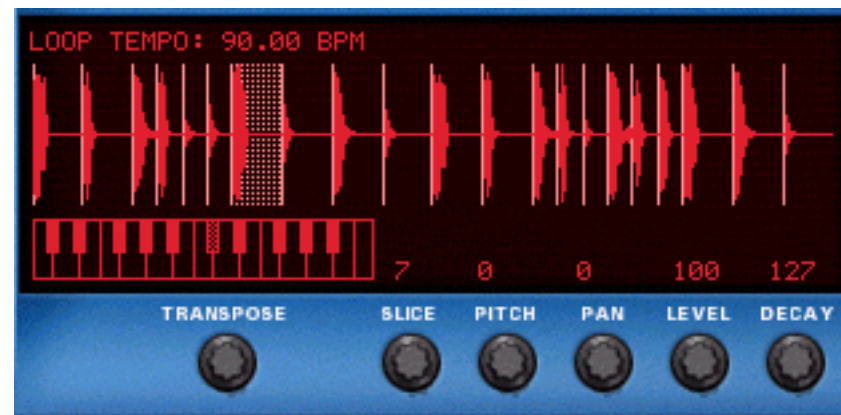 LOOP TEMPO: 90.00 BPM
7 0 0 100 127
TRANSPOSE SLICE PITCH PAN LEVEL DECAY